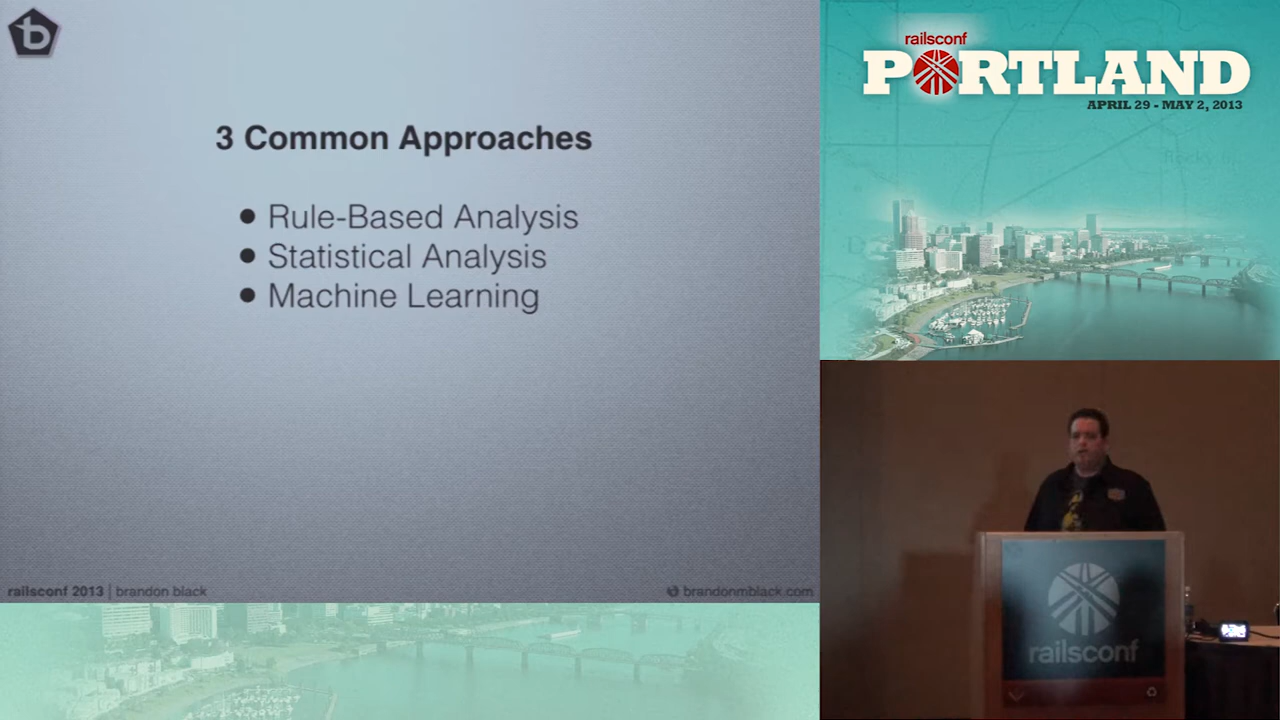 3 Common Approaches
● Rule-Based Analysis
● Statistical Analysis
● Machine Learning
railsconf 2013 | brandon black
brandonmblack.com
railsconf
PORTLAND
APRIL 29 - MAY 2, 2013
railsconf